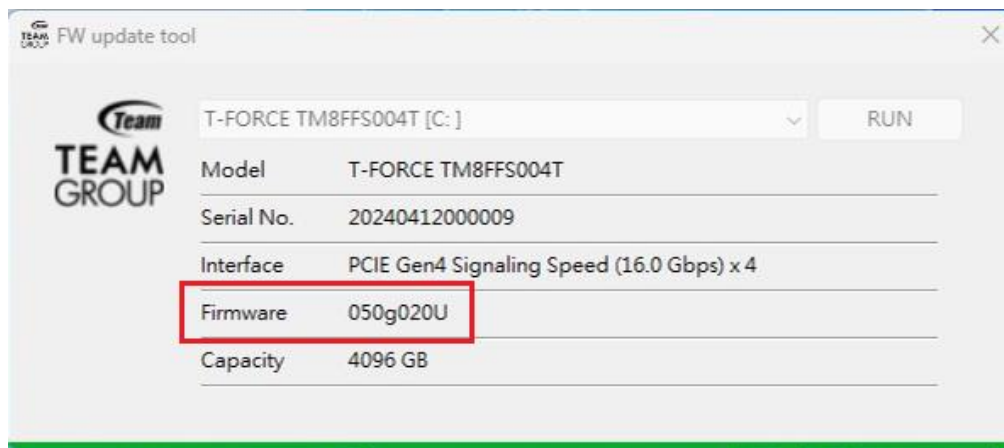 FW update tool
Team
TEAM
GROUP
T-FORCE TM8FFS004T [C: ]
RUN
Model T-FORCE TM8FFS004T
Serial No. 20240412000009
Interface PCIE Gen4 Signaling Speed (16.0 Gbps) x 4
Firmware 050g020U
Capacity 4096 GB